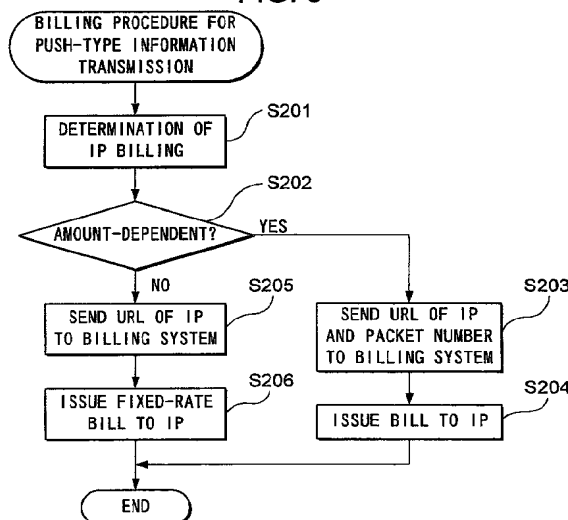 BILLING PROCEDURE FOR
PUSH-TYPE INFORMATION
TRANSMISSION
S201
DETERMINATION OF
IP BILLING
S202
AMOUNT-DEPENDENT?
YES
NO
S205
SEND URL OF IP
TO BILLING SYSTEM
S203
SEND URL OF IP
AND PACKET NUMBER
TO BILLING SYSTEM
S206
ISSUE FIXED-RATE
BILL TO IP
S204
ISSUE BILL TO IP
END